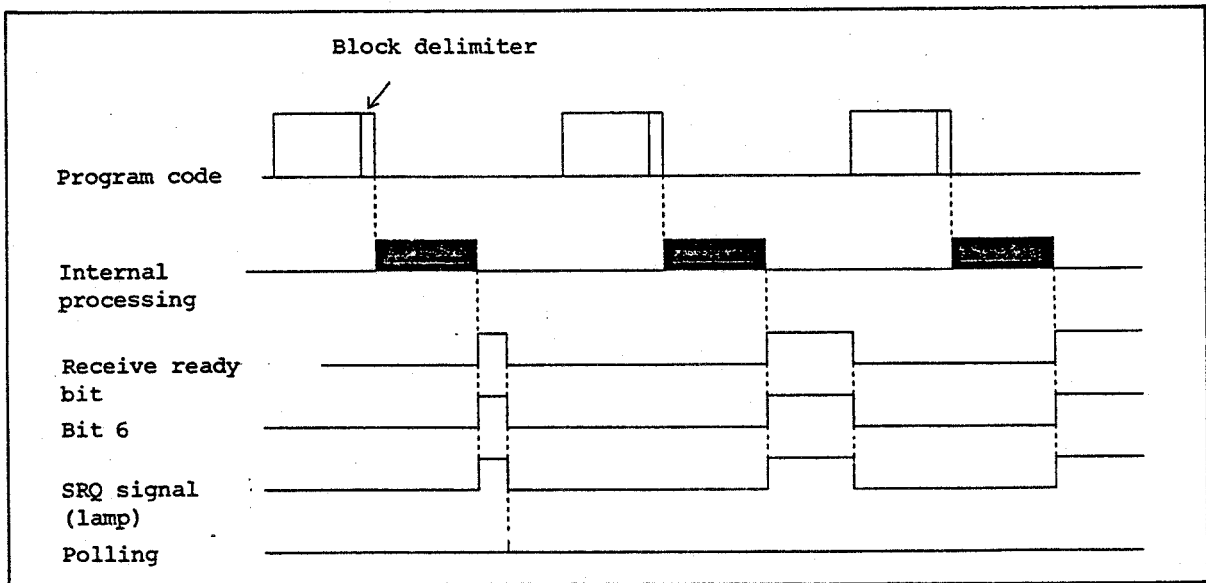 Block delimiter
Program code
Internal
processing
Receive ready
bit
Bit 6
SRQ signal
(lamp)
Polling